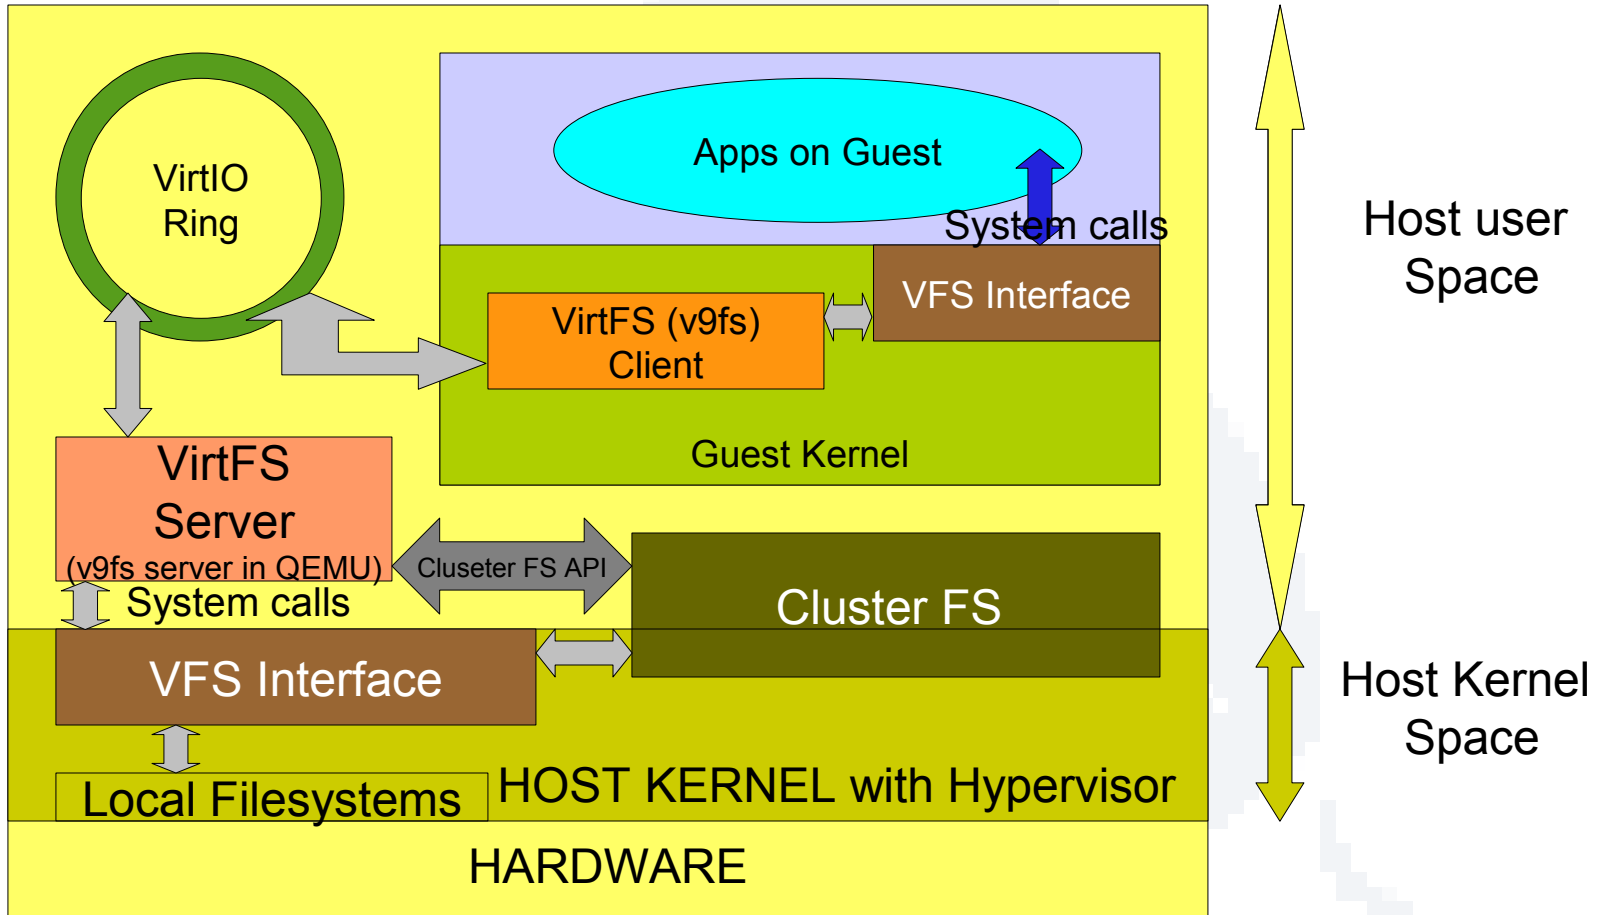 VirtIO
Ring
Apps on Guest
System calls
VFS Interface
VirtFS (v9fs)
Client
Guest Kernel
Host user
Space
VirtFS
Server
(v9fs server in QEMU)
Cluseter FS API
Cluster FS
System calls
VFS Interface
Host Kernel
Space
Local Filesystems
HOST KERNEL with Hypervisor
HARDWARE